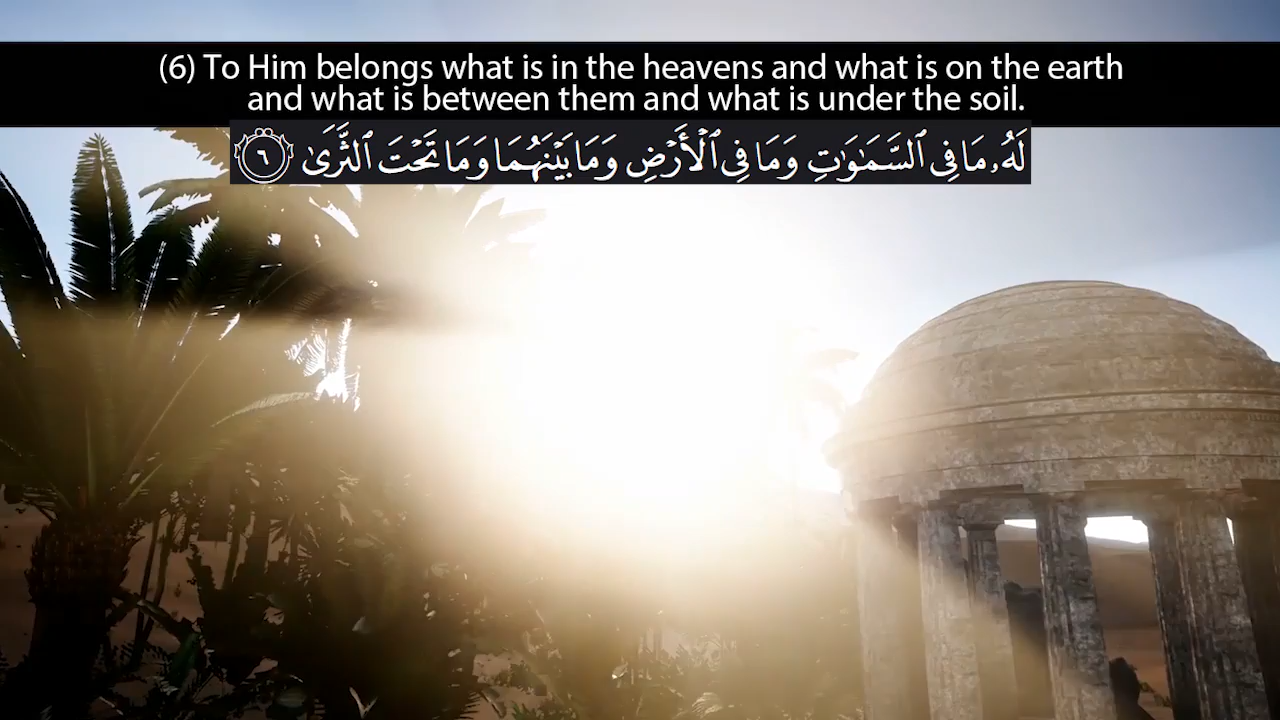 (6) To Him belongs what is in the heavens and what is on the earth
and what is between them and what is under the soil.
لَهُۥ مَا فِى ٱلسَّمَـٰوَٰتِ وَمَا فِى ٱلْأَرْضِ وَمَا بَيْنَهُمَا وَمَا تَحْتَ ٱلثَّرَىٰ ٦